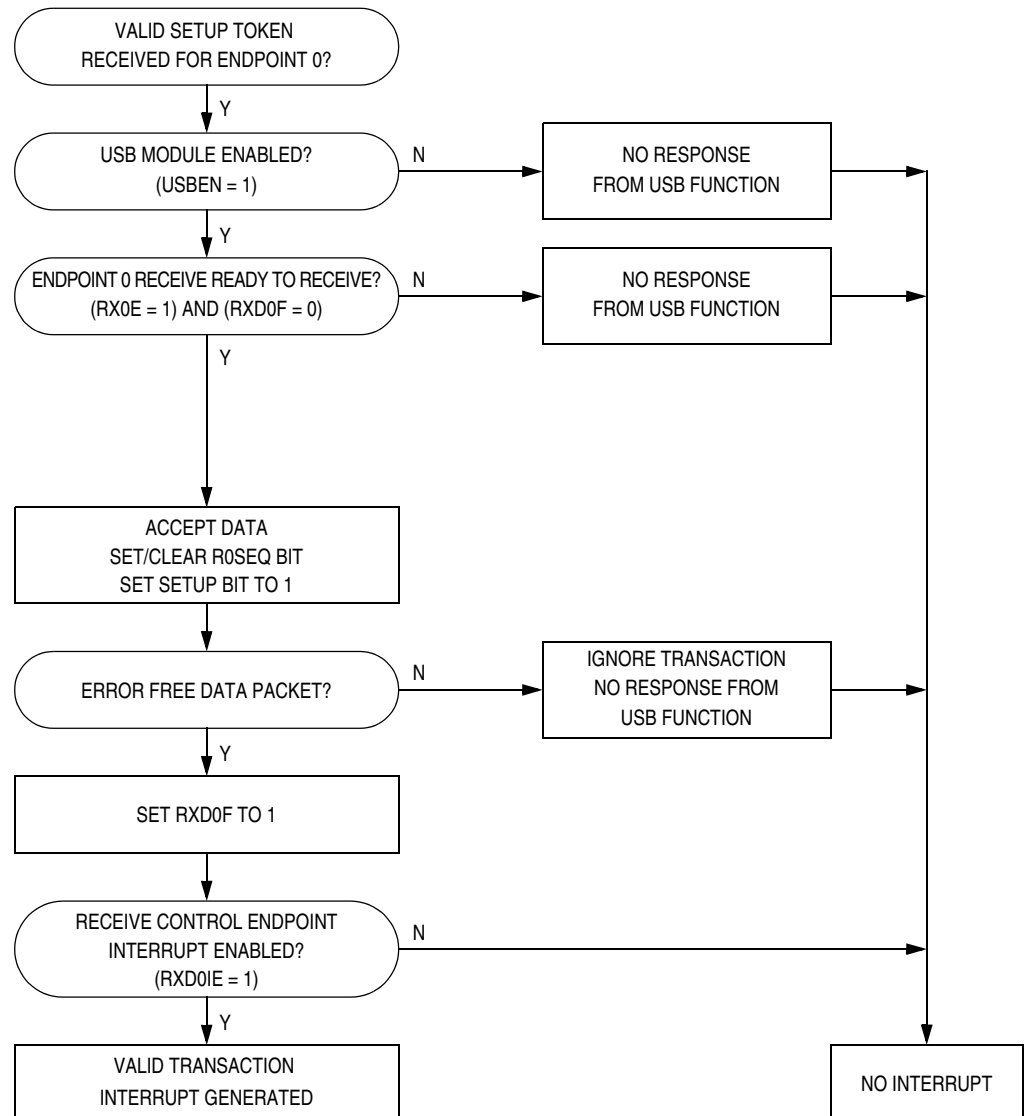 VALID SETUP TOKEN
RECEIVED FOR ENDPOINT 0?
Y
USB MODULE ENABLED?
(USBEN = 1)
N
NO RESPONSE
FROM USB FUNCTION
Y
ENDPOINT 0 RECEIVE READY TO RECEIVE?
(RX0E = 1) AND (RXD0F = 0)
N
NO RESPONSE
FROM USB FUNCTION
Y
ACCEPT DATA
SET/CLEAR R0SEQ BIT
SET SETUP BIT TO 1
ERROR FREE DATA PACKET?
N
IGNORE TRANSACTION
NO RESPONSE FROM
USB FUNCTION
Y
SET RXD0F TO 1
RECEIVE CONTROL ENDPOINT
INTERRUPT ENABLED?
(RXD0IE = 1)
N
Y
VALID TRANSACTION
INTERRUPT GENERATED
NO INTERRUPT